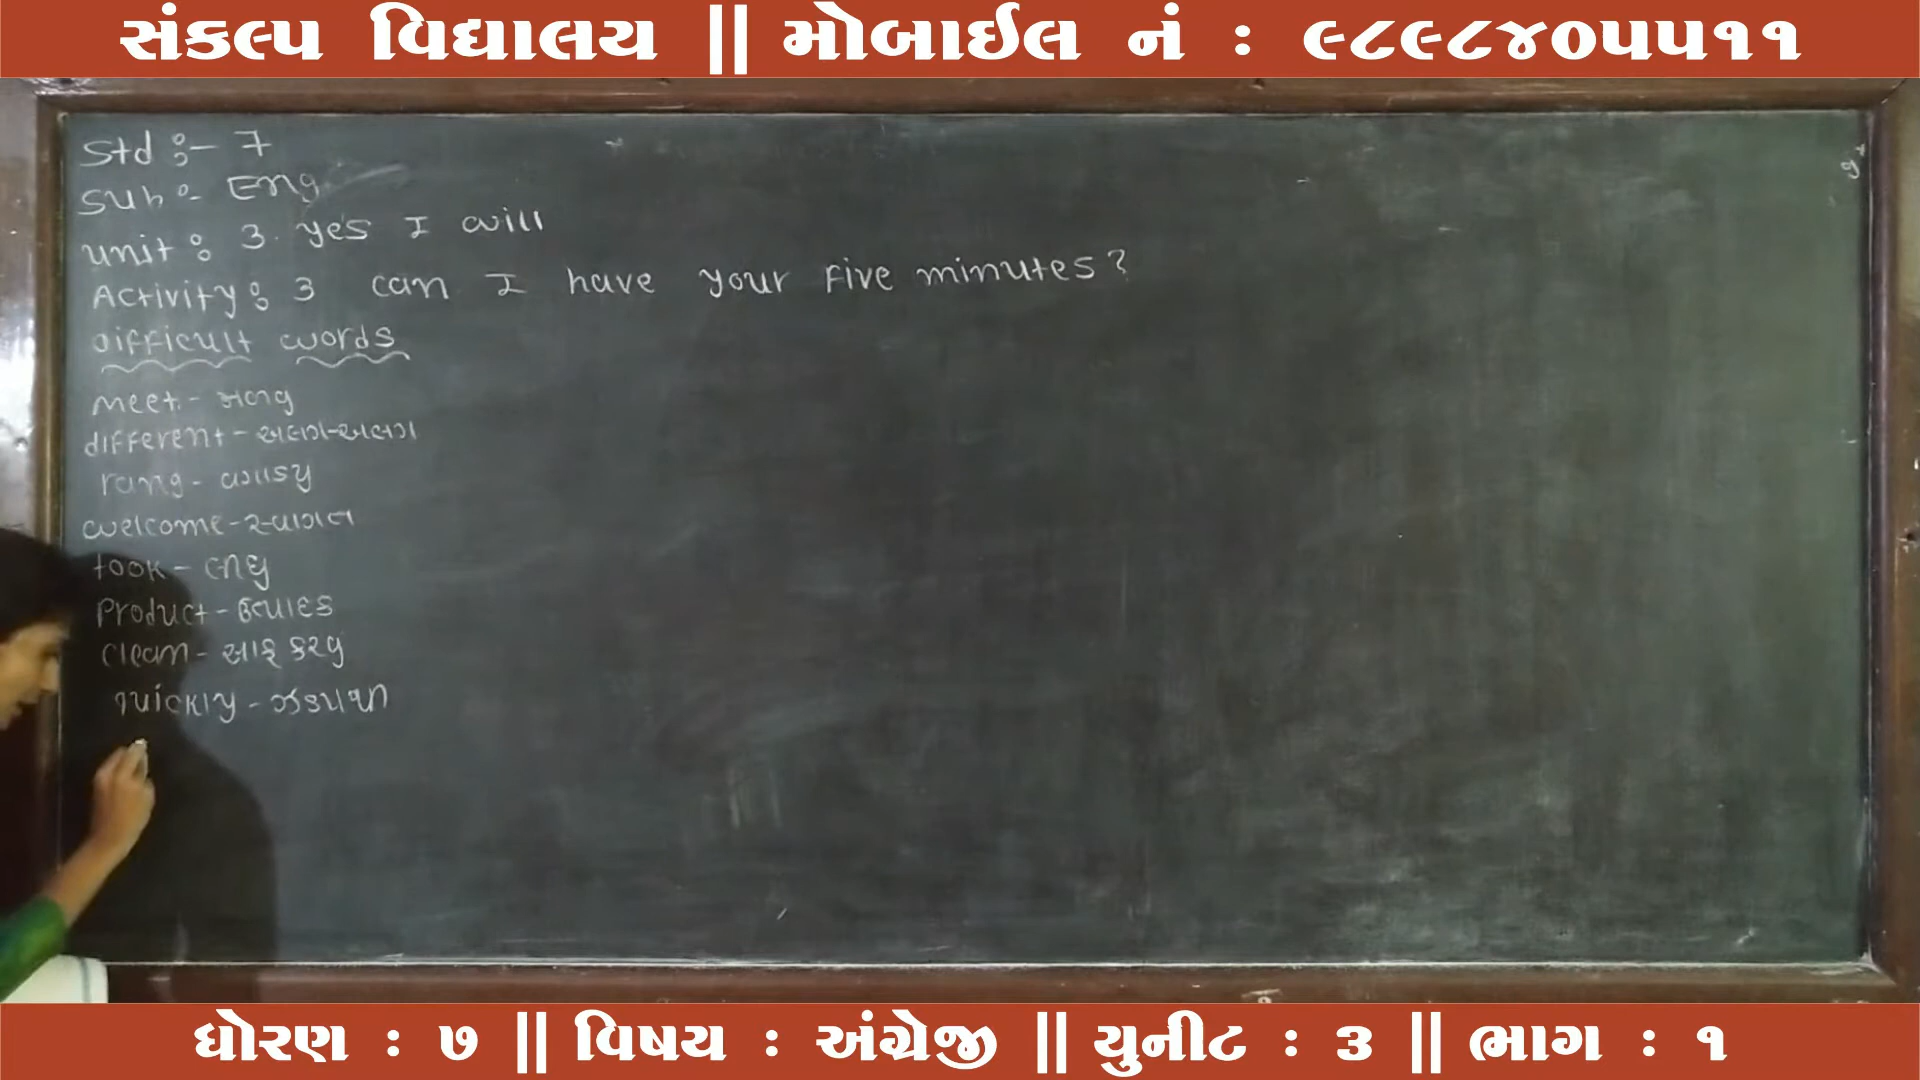 સંકલ્પ વિદ્યાલય || મોબાઈલ નં : ૯૮૯૮૪૦૫૫૧૧
Std :- 7
Sub :- Eng
unit : 3. yes I will
Activity : 3 can I have your five minutes?
difficult words
meet - મળવુ
different - અલગ-અલગ
rang - વગાડયુ
welcome - સ્વાગત
took - લીધુ
Product - ઉત્પાદક
clean - સાફ કરવુ
quickly - ઝડપથી
ધોરણ : ૭ || વિષય : અંગ્રેજી || યુનીટ : ૩ || ભાગ : ૧